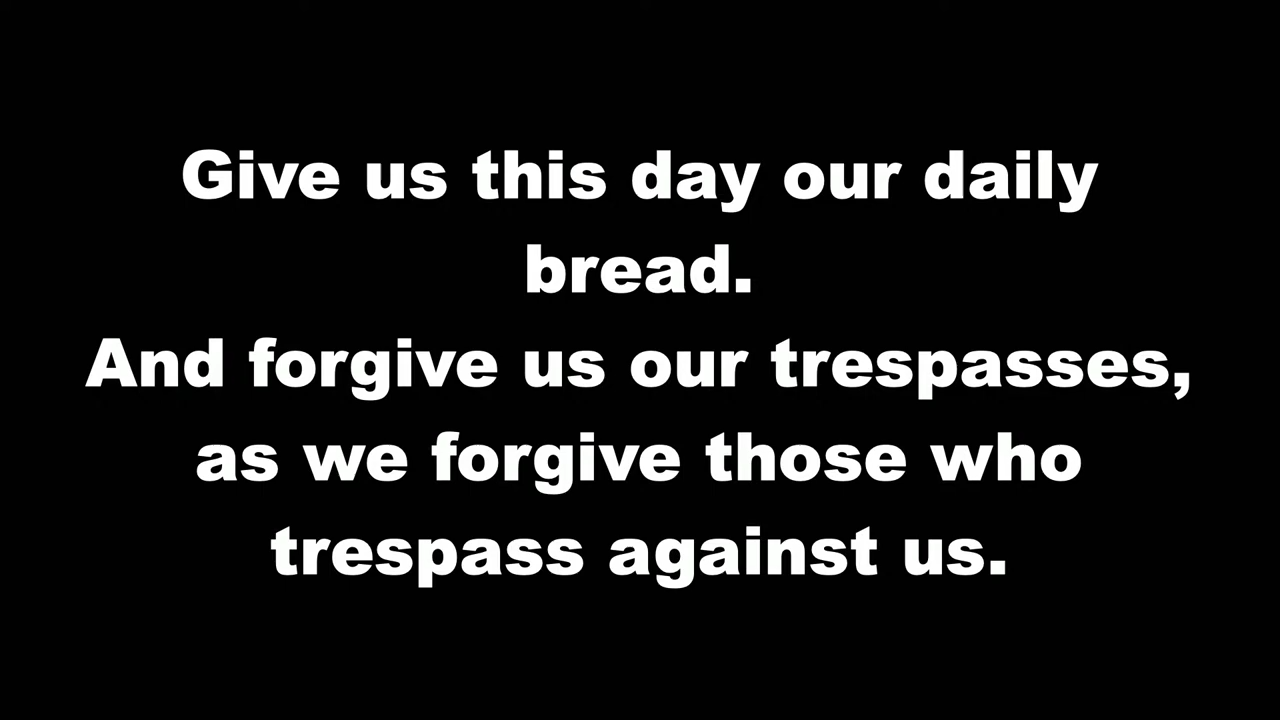 Give us this day our daily
bread.
And forgive us our trespasses,
as we forgive those who
trespass against us.